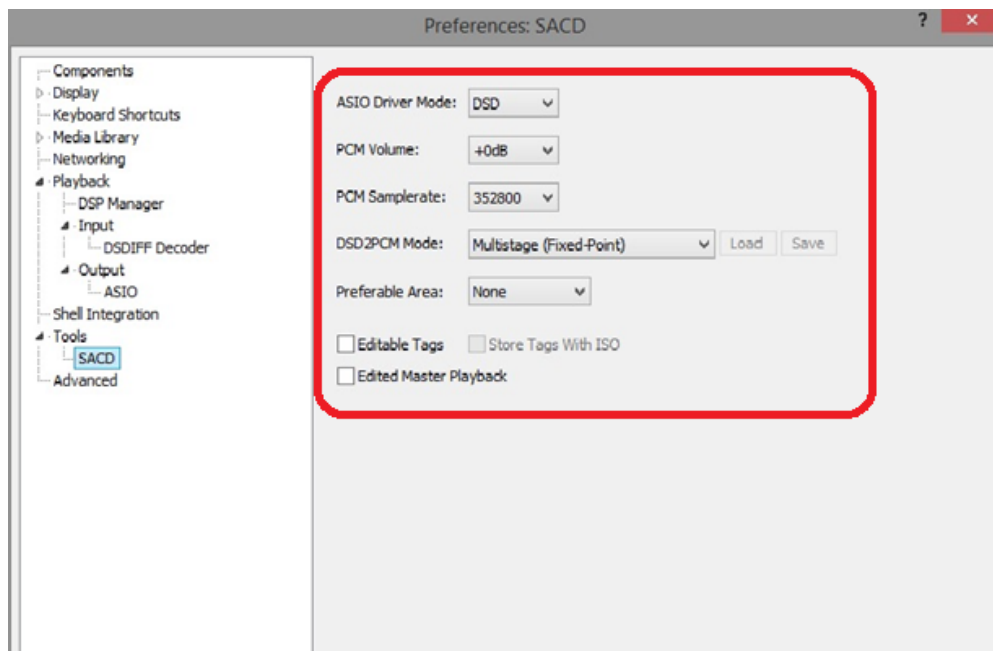 Preferences: SACD
?
Components
Display
Keyboard Shortcuts
Media Library
Networking
Playback
DSP Manager
Input
DSDIFF Decoder
Output
ASIO
Shell Integration
Tools
SACD
Advanced
ASIO Driver Mode: DSD
PCM Volume: +0dB
PCM Samplerate: 352800
DSD2PCM Mode: Multistage (Fixed-Point) Load Save
Preferable Area: None
Editable Tags Store Tags With ISO
Edited Master Playback